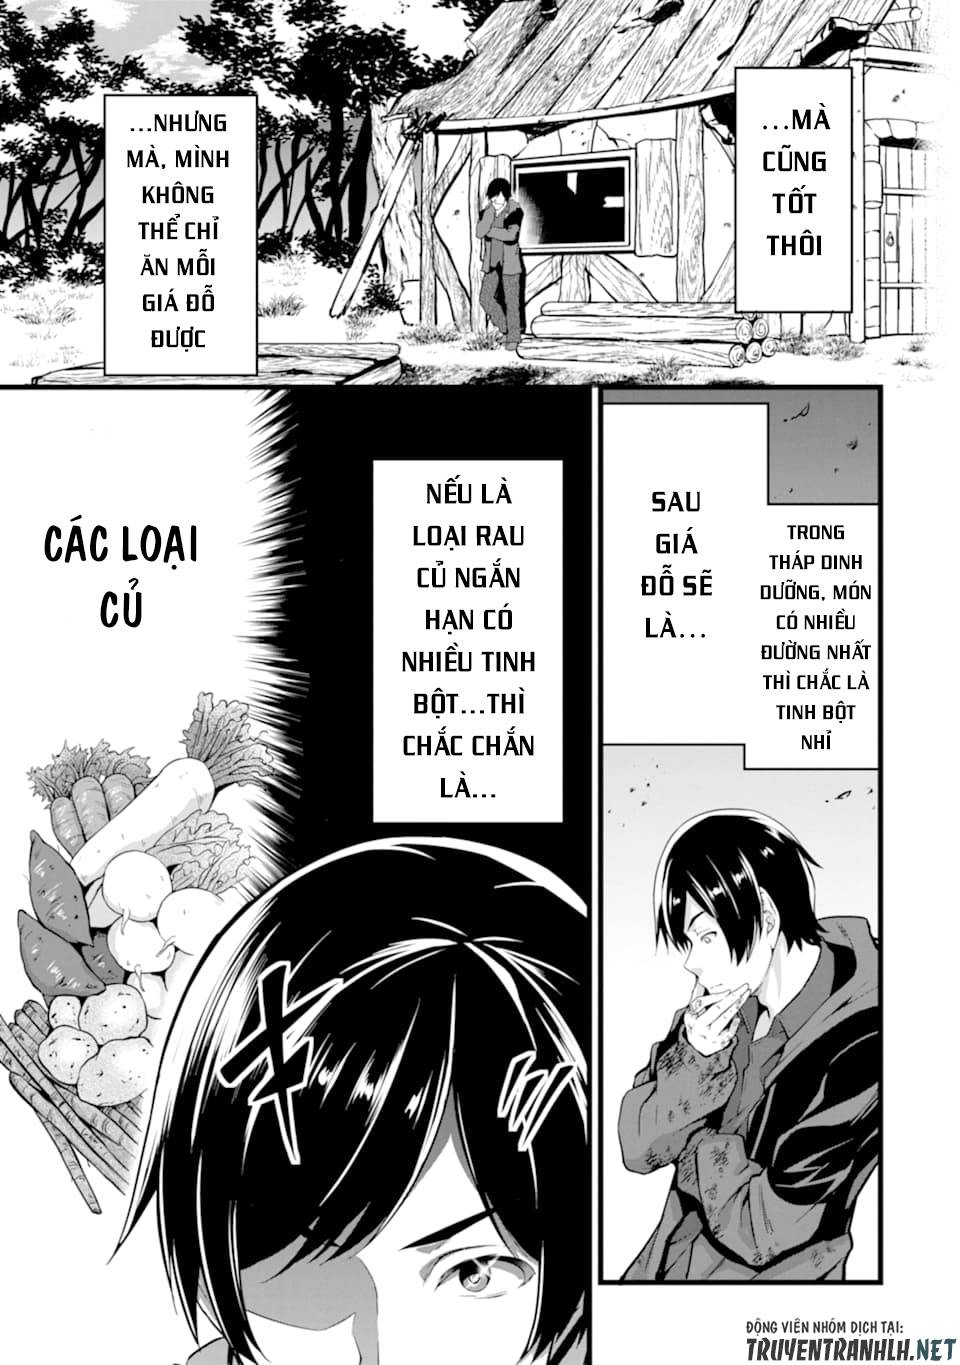 ...MÀ
CŨNG
TỐT
THÔI
...NHƯNG
MÀ, MÌNH
KHÔNG
THỂ CHỈ
ĂN MỖI
GIÁ ĐỖ
ĐƯỢC
TRONG
THÁP DINH
DƯỠNG, MÓN
CÓ NHIỀU
ĐƯỜNG NHẤT
THÌ CHẮC LÀ
TINH BỘT
NHỈ
SAU
GIÁ
ĐỖ SẼ
LÀ...
NẾU LÀ
LOẠI RAU
CỦ NGẮN
HẠN CÓ
NHIỀU TINH
BỘT...THÌ
CHẮC CHẮN
LÀ...
CÁC LOẠI
CỦ
ĐỘNG VIÊN NHÓM DỊCH TẠI:
TRUYENTRANHLH.NET